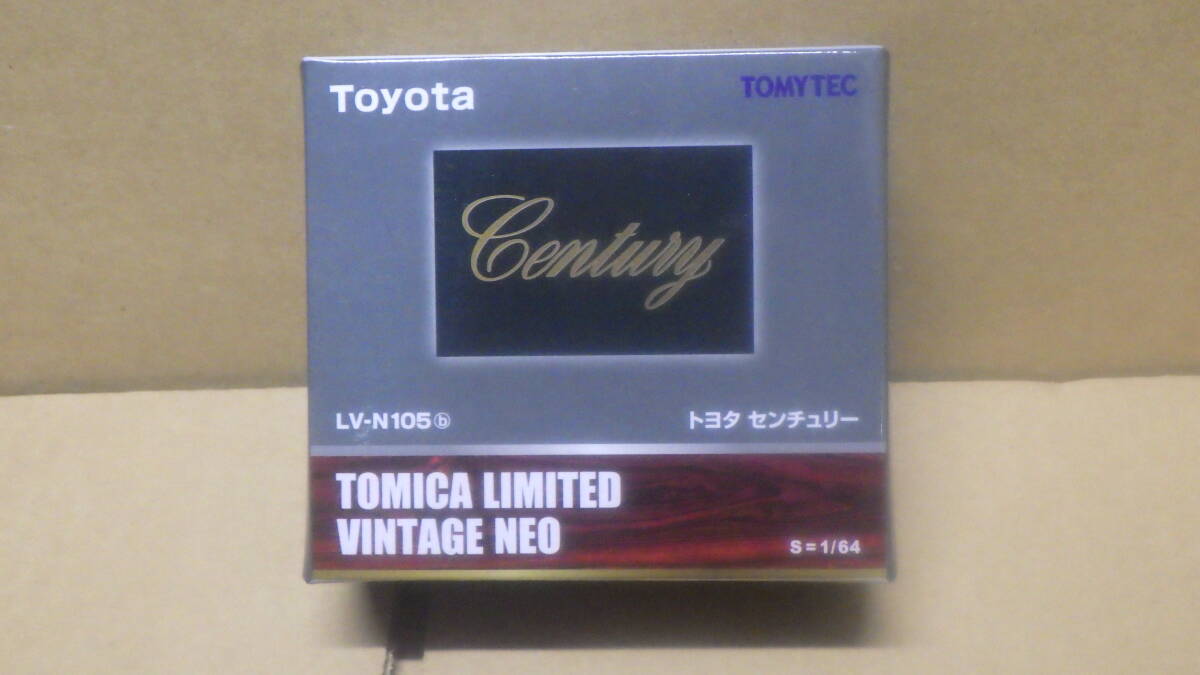 Toyota
TOMYTEC
Century
LV-N105ⓑ
トヨタ センチュリー
TOMICA LIMITED
VINTAGE NEO
S=1/64